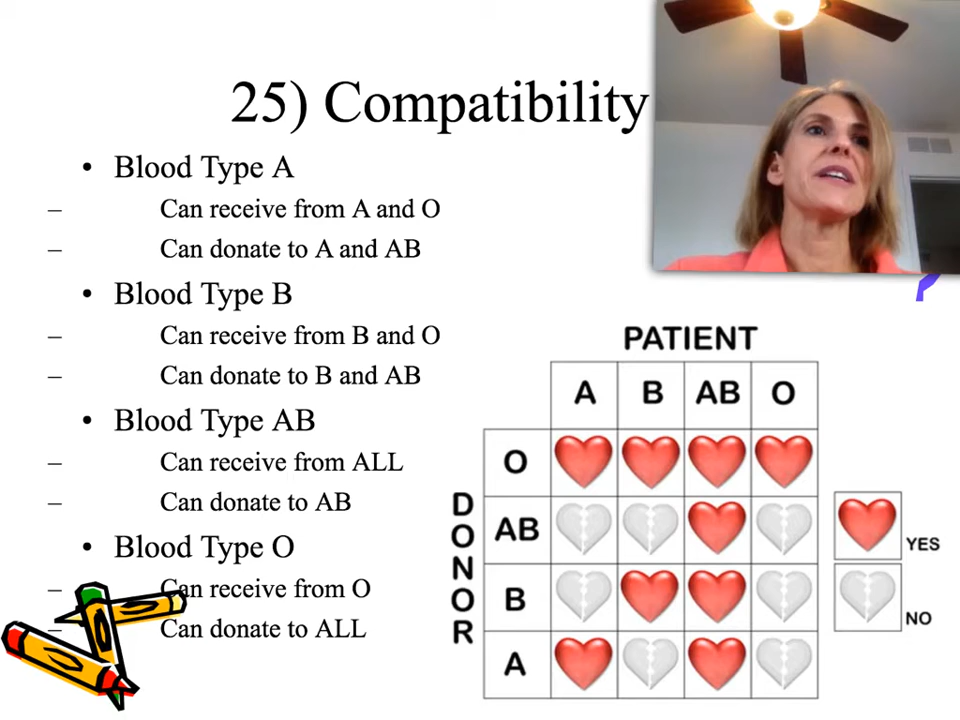 25) Compatibility
• Blood Type A
– Can receive from A and O
– Can donate to A and AB
• Blood Type B
– Can receive from B and O
– Can donate to B and AB
• Blood Type AB
– Can receive from ALL
– Can donate to AB
• Blood Type O
– Can receive from O
– Can donate to ALL
PATIENT
A B AB O
DONOR
O
AB
B
A
YES
NO